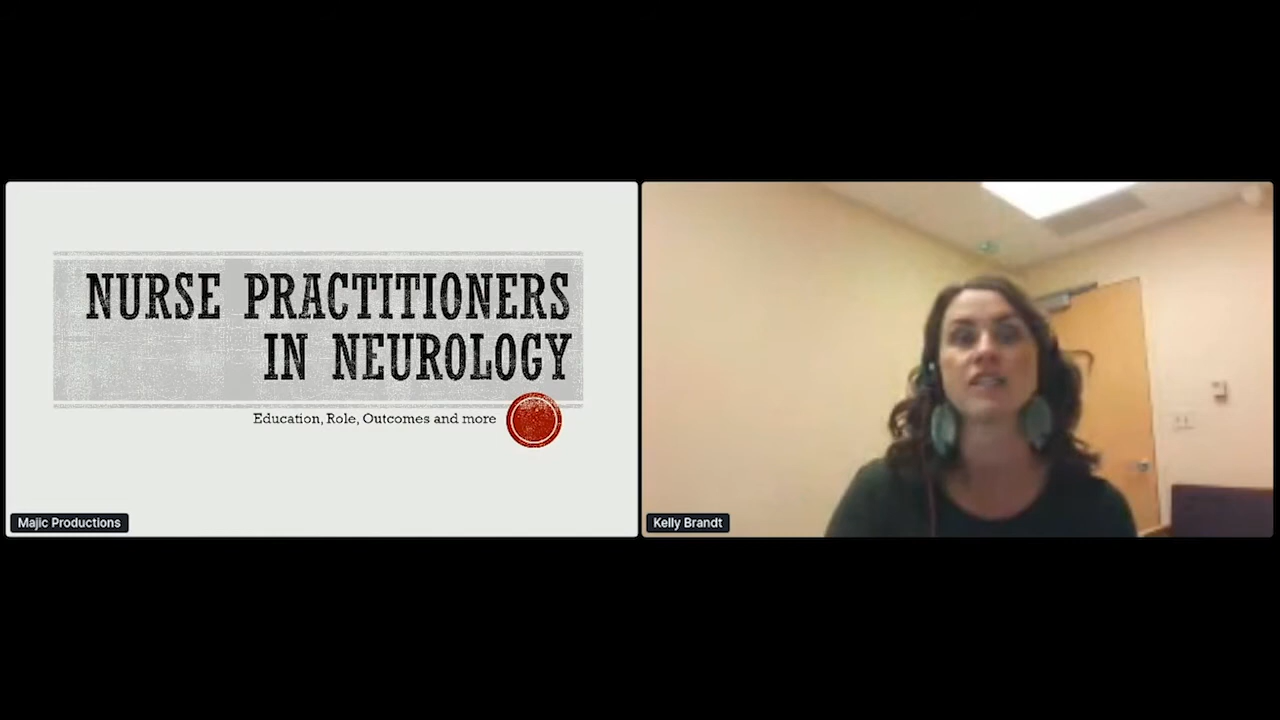 NURSE PRACTITIONERS
IN NEUROLOGY
Education, Role, Outcomes and more
Majic Productions
Kelly Brandt